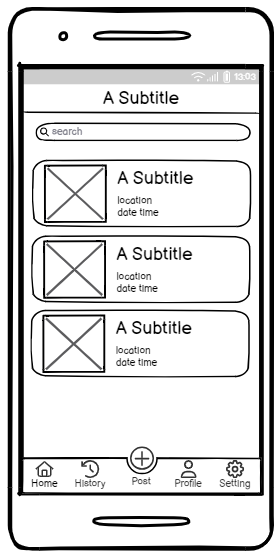 13:03
A Subtitle
search
A Subtitle
location
date time
A Subtitle
location
date time
A Subtitle
location
date time
Home History Post Profile Setting